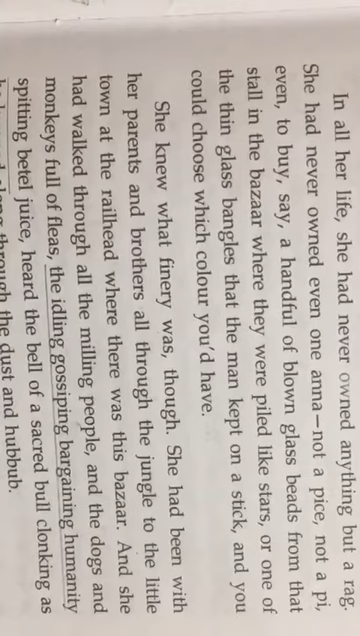 In all her life, she had never owned anything but a rag.
She had never owned even one anna—not a pice, not a pi,
even, to buy, say, a handful of blown glass beads from that
stall in the bazaar where they were piled like stars, or one of
the thin glass bangles that the man kept on a stick, and you
could choose which colour you'd have.
She knew what finery was, though. She had been with
her parents and brothers all through the jungle to the little
town at the railhead where there was this bazaar. And she
had walked through all the milling people, and the dogs and
monkeys full of fleas, the idling gossiping bargaining humanity
spitting betel juice, heard the bell of a sacred bull clonking as
along through the dust and hubbub.